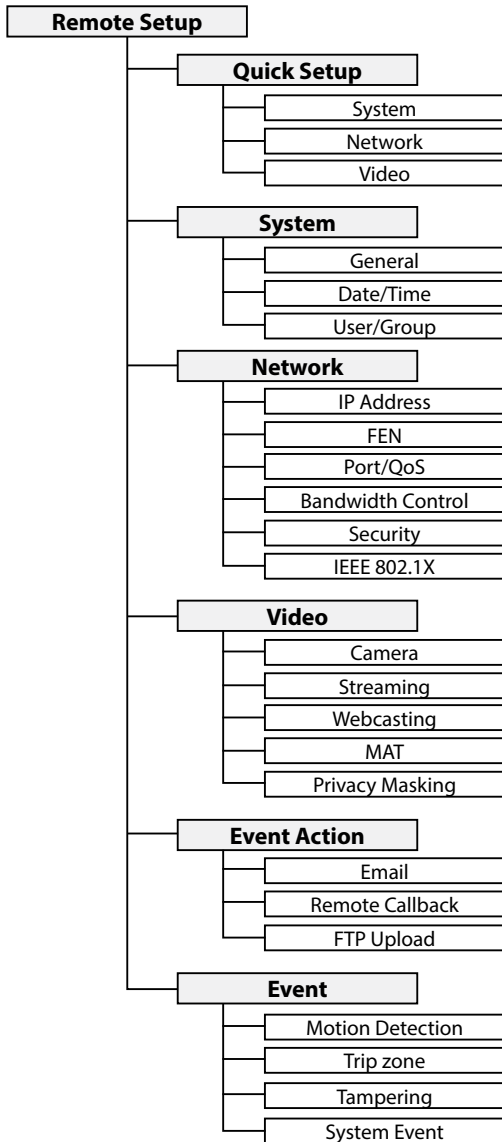 Remote Setup
Quick Setup
System
Network
Video
System
General
Date/Time
User/Group
Network
IP Address
FEN
Port/QoS
Bandwidth Control
Security
IEEE 802.1X
Video
Camera
Streaming
Webcasting
MAT
Privacy Masking
Event Action
Email
Remote Callback
FTP Upload
Event
Motion Detection
Trip zone
Tampering
System Event